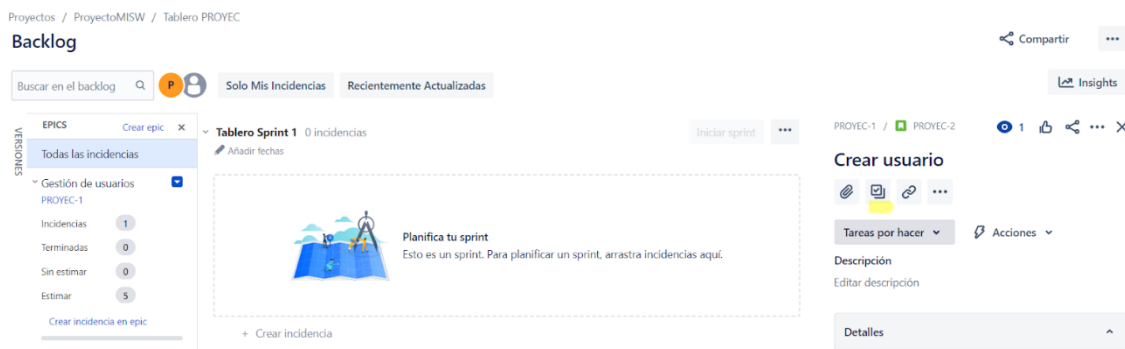 Proyectos / ProyectoMISW / Tablero PROYEC
Backlog
Compartir
Buscar en el backlog
P
Solo Mis Incidencias
Recientemente Actualizadas
Insights
VERSIONES
EPICS
Crear epic
Todas las incidencias
Gestión de usuarios
PROYEC-1
Incidencias 1
Terminadas 0
Sin estimar 0
Estimar 5
Crear incidencia en epic
Tablero Sprint 1 0 incidencias
Iniciar sprint
Añadir fechas
Planifica tu sprint
Esto es un sprint. Para planificar un sprint, arrastra incidencias aquí.
+ Crear incidencia
PROYEC-1 / PROYEC-2
1
Crear usuario
Tareas por hacer
Acciones
Descripción
Editar descripción
Detalles